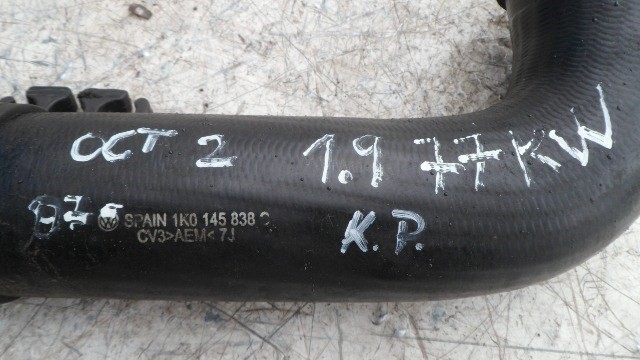 OCT 2 1.9 77KW
SPAIN 1K0 145 838
CV3>AEM<7J
K.P.